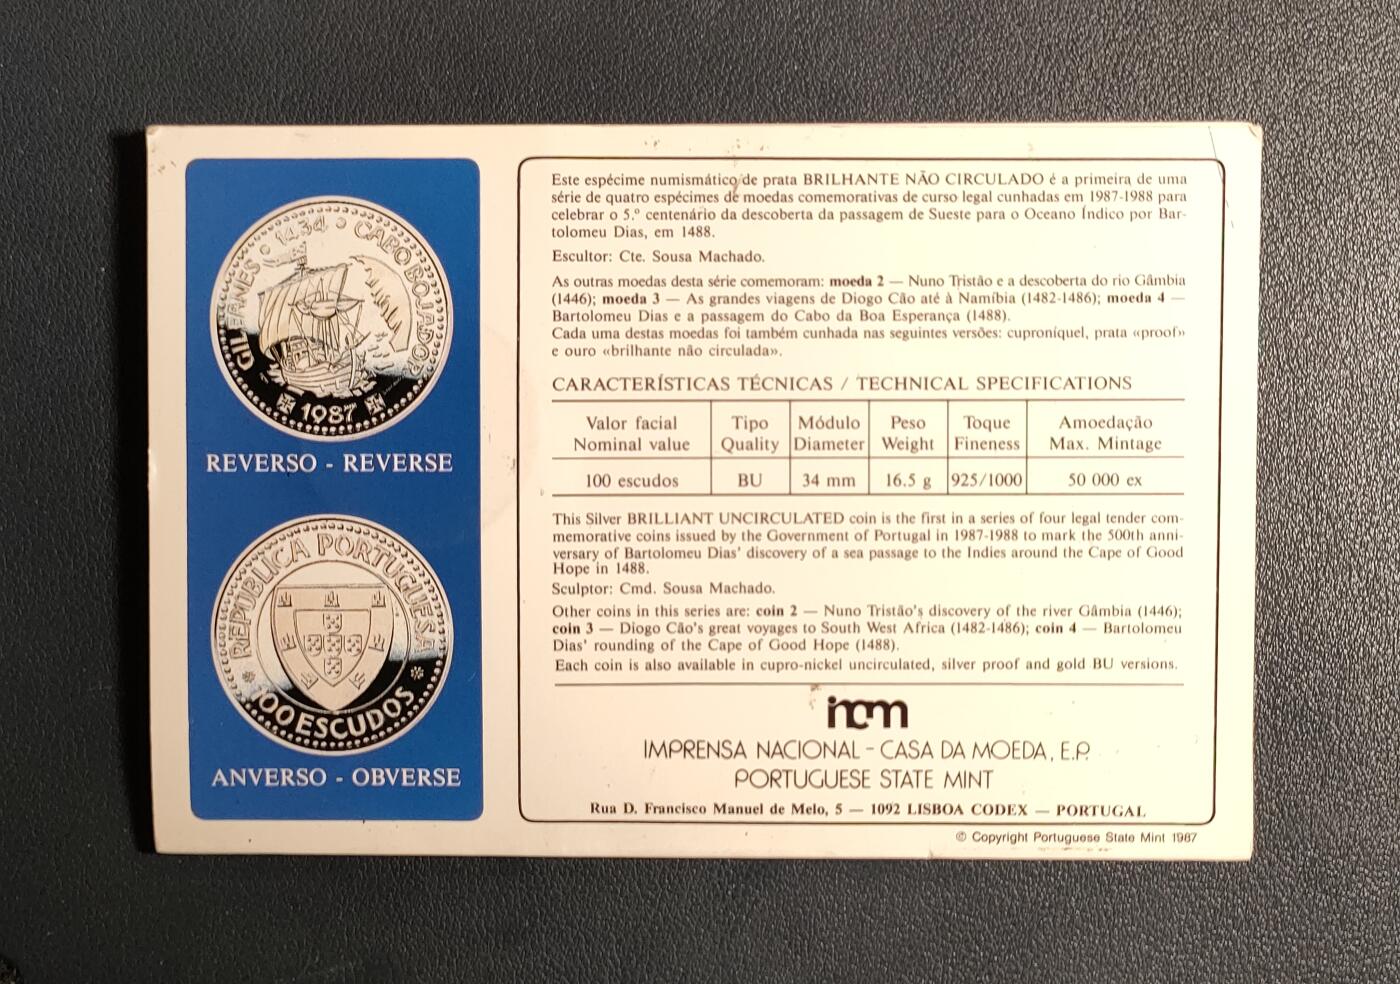 GIL EANES • 1434 • CABO BOJADOR
1987
REVERSO - REVERSE
REPÚBLICA PORTUGUESA
100 ESCUDOS
ANVERSO - OBVERSE
Este espécime numismático de prata BRILHANTE NÃO CIRCULADO é a primeira de uma
série de quatro espécimes de moedas comemorativas de curso legal cunhadas em 1987-1988 para
celebrar o 5.º centenário da descoberta da passagem de Sueste para o Oceano Índico por Bar-
tolomeu Dias, em 1488.
Escultor: Cte. Sousa Machado.
As outras moedas desta série comemoram: moeda 2 — Nuno Tristão e a descoberta do rio Gâmbia
(1446); moeda 3 — As grandes viagens de Diogo Cão até à Namíbia (1482-1486); moeda 4 —
Bartolomeu Dias e a passagem do Cabo da Boa Esperança (1488).
Cada uma destas moedas foi também cunhada nas seguintes versões: cuproníquel, prata «proof»
e ouro «brilhante não circulada».
CARACTERÍSTICAS TÉCNICAS / TECHNICAL SPECIFICATIONS
Valor facial Tipo Módulo Peso Toque Amoedação
Nominal value Quality Diameter Weight Fineness Max. Mintage
100 escudos BU 34 mm 16.5 g 925/1000 50 000 ex
This Silver BRILLIANT UNCIRCULATED coin is the first in a series of four legal tender com-
memorative coins issued by the Government of Portugal in 1987-1988 to mark the 500th anni-
versary of Bartolomeu Dias' discovery of a sea passage to the Indies around the Cape of Good
Hope in 1488.
Sculptor: Cmd. Sousa Machado.
Other coins in this series are: coin 2 — Nuno Tristão's discovery of the river Gâmbia (1446);
coin 3 — Diogo Cão's great voyages to South West Africa (1482-1486); coin 4 — Bartolomeu
Dias' rounding of the Cape of Good Hope (1488).
Each coin is also available in cupro-nickel uncirculated, silver proof and gold BU versions.
incm
IMPRENSA NACIONAL - CASA DA MOEDA, E.P.
PORTUGUESE STATE MINT
Rua D. Francisco Manuel de Melo, 5 — 1092 LISBOA CODEX — PORTUGAL
© Copyright Portuguese State Mint 1987